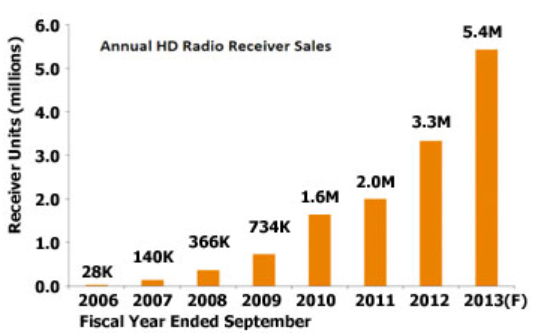 Annual HD Radio Receiver Sales
Receiver Units (millions)
6.0
5.0
4.0
3.0
2.0
1.0
0.0
28K
140K
366K
734K
1.6M
2.0M
3.3M
5.4M
2006 2007 2008 2009 2010 2011 2012 2013(F)
Fiscal Year Ended September